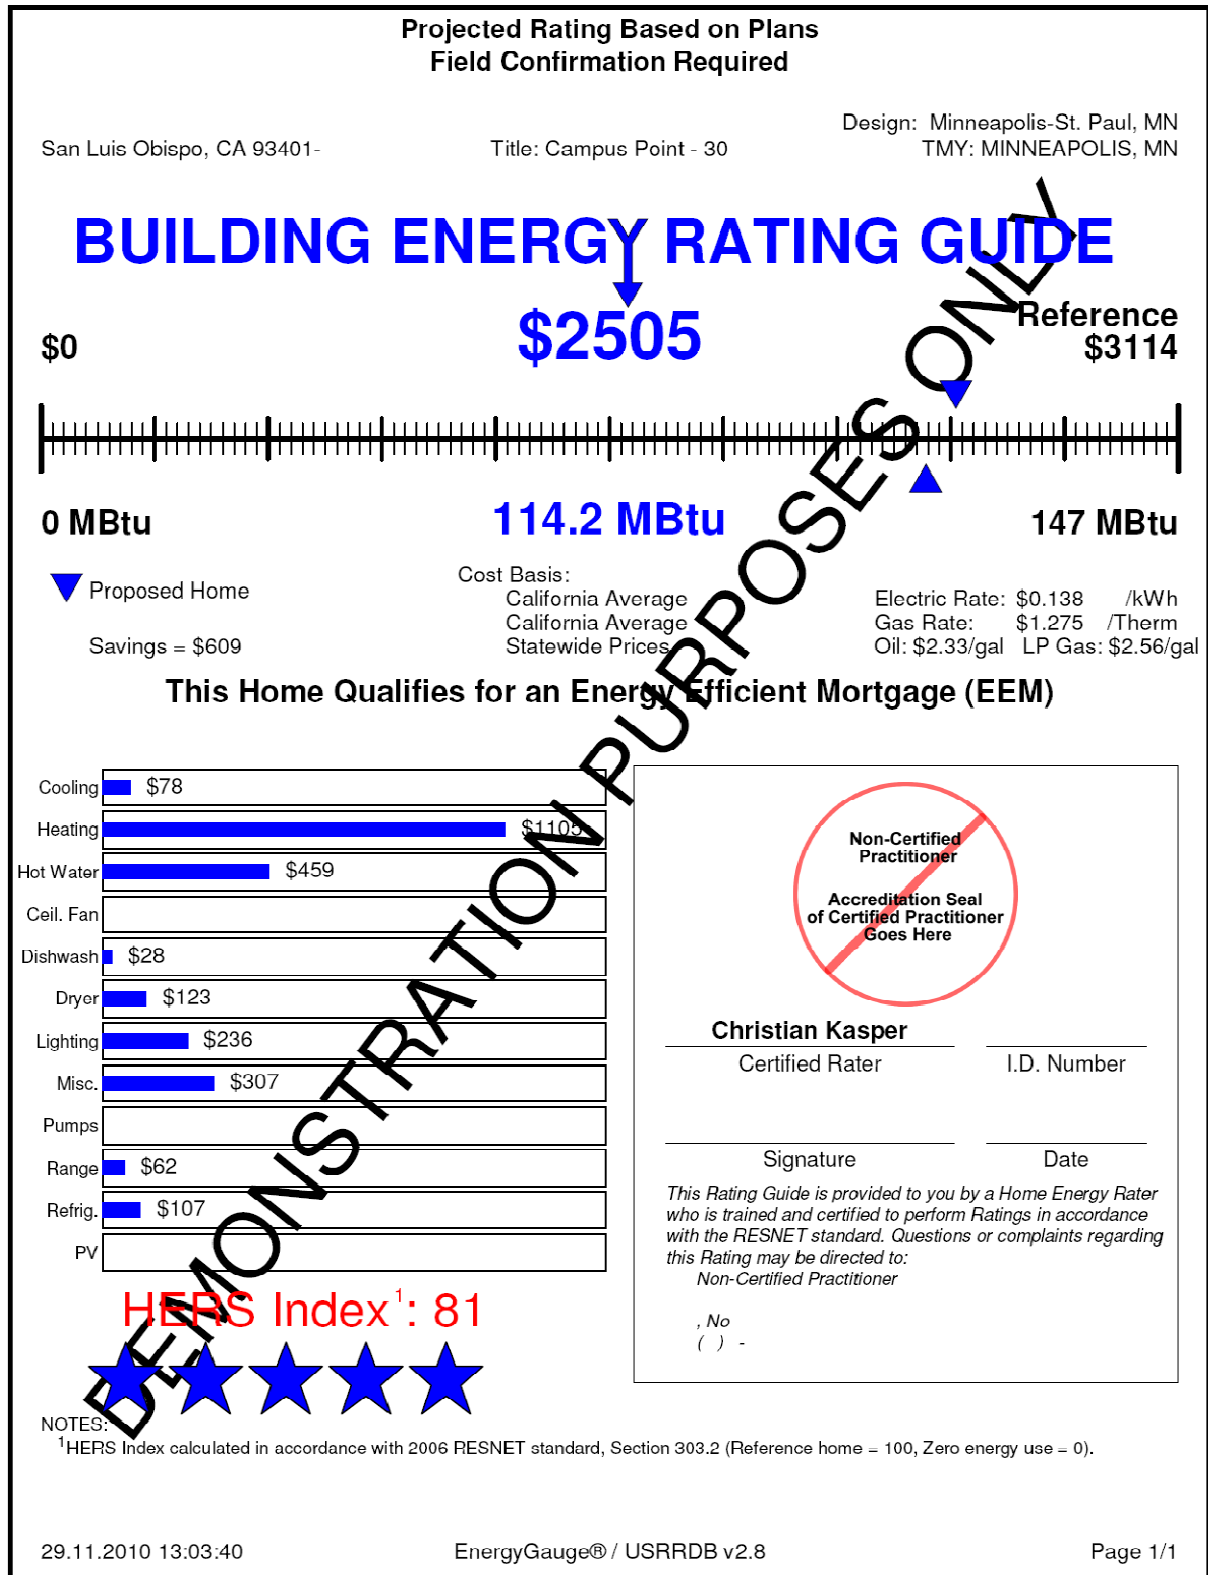 Projected Rating Based on Plans
Field Confirmation Required
Design: Minneapolis-St. Paul, MN
San Luis Obispo, CA 93401-
Title: Campus Point - 30
TMY: MINNEAPOLIS, MN
BUILDING ENERGY RATING GUIDE
$0
$2505
Reference
$3114
0 MBtu
114.2 MBtu
147 MBtu
Proposed Home
Savings = $609
Cost Basis:
California Average
California Average
Statewide Prices
Electric Rate: $0.138 /kWh
Gas Rate: $1.275 /Therm
Oil: $2.33/gal LP Gas: $2.56/gal
This Home Qualifies for an Energy Efficient Mortgage (EEM)
Cooling $78
Heating $1105
Hot Water $459
Ceil. Fan
Dishwash $28
Dryer $123
Lighting $236
Misc. $307
Pumps
Range $62
Refrig. $107
PV
HERS Index1: 81
Non-Certified
Practitioner
Accreditation Seal
of Certified Practitioner
Goes Here
Christian Kasper
Certified Rater
I.D. Number
Signature
Date
This Rating Guide is provided to you by a Home Energy Rater
who is trained and certified to perform Ratings in accordance
with the RESNET standard. Questions or complaints regarding
this Rating may be directed to:
Non-Certified Practitioner
, No
( ) -
DEMONSTRATION PURPOSES ONLY
NOTES:
1HERS Index calculated in accordance with 2006 RESNET standard, Section 303.2 (Reference home = 100, Zero energy use = 0).
29.11.2010 13:03:40
EnergyGauge® / USRRDB v2.8
Page 1/1